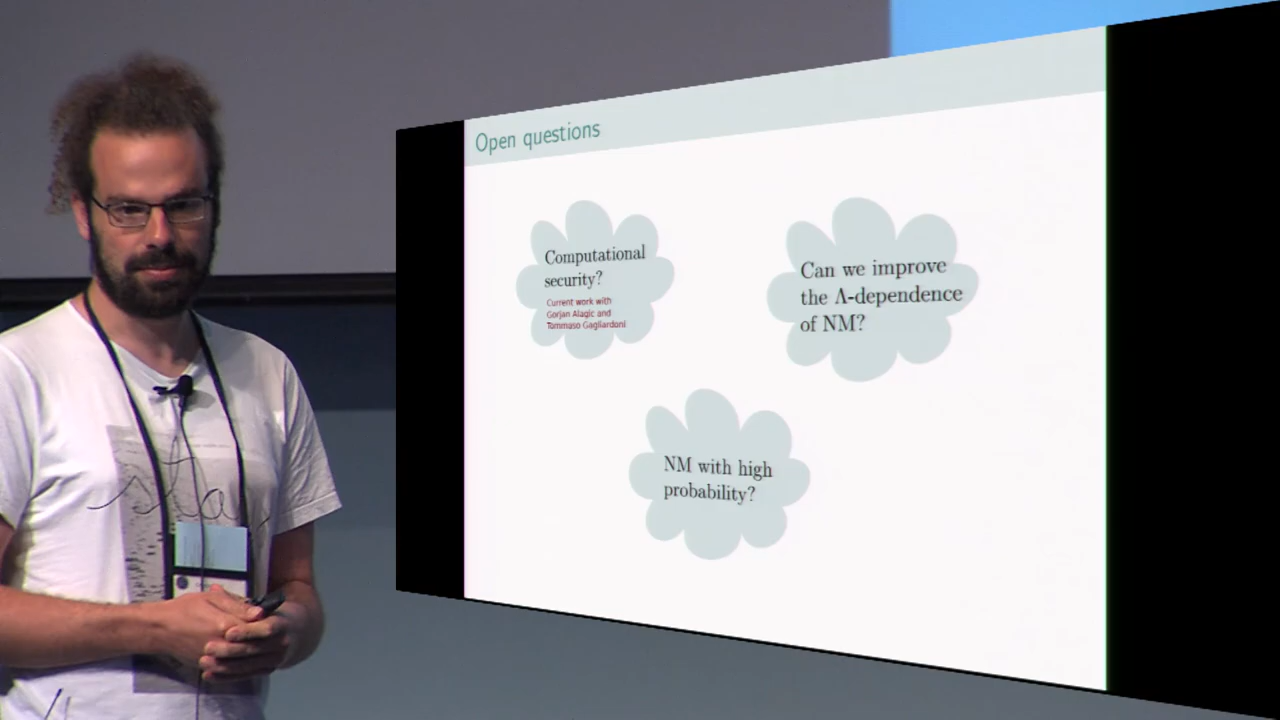 Open questions
Computational
security?
Current work with
Gorjan Alagic and
Tommaso Gagliardoni
Can we improve
the Λ-dependence
of NM?
NM with high
probability?